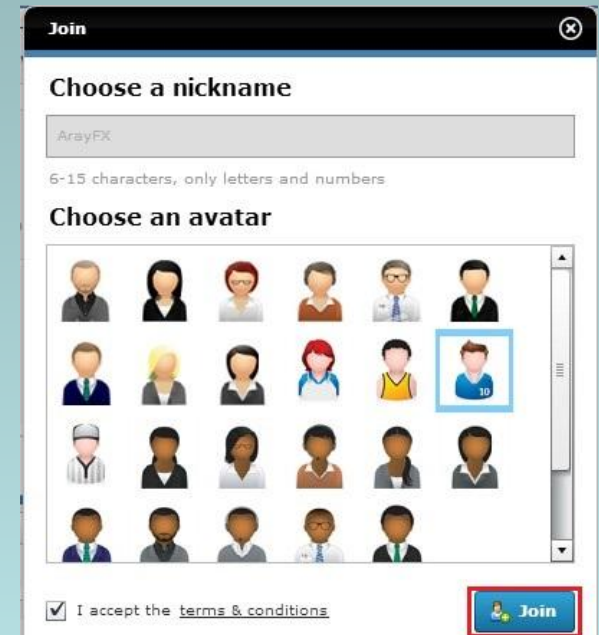 Join
Choose a nickname
ArayFX
6-15 characters, only letters and numbers
Choose an avatar
10
I accept the terms & conditions
Join